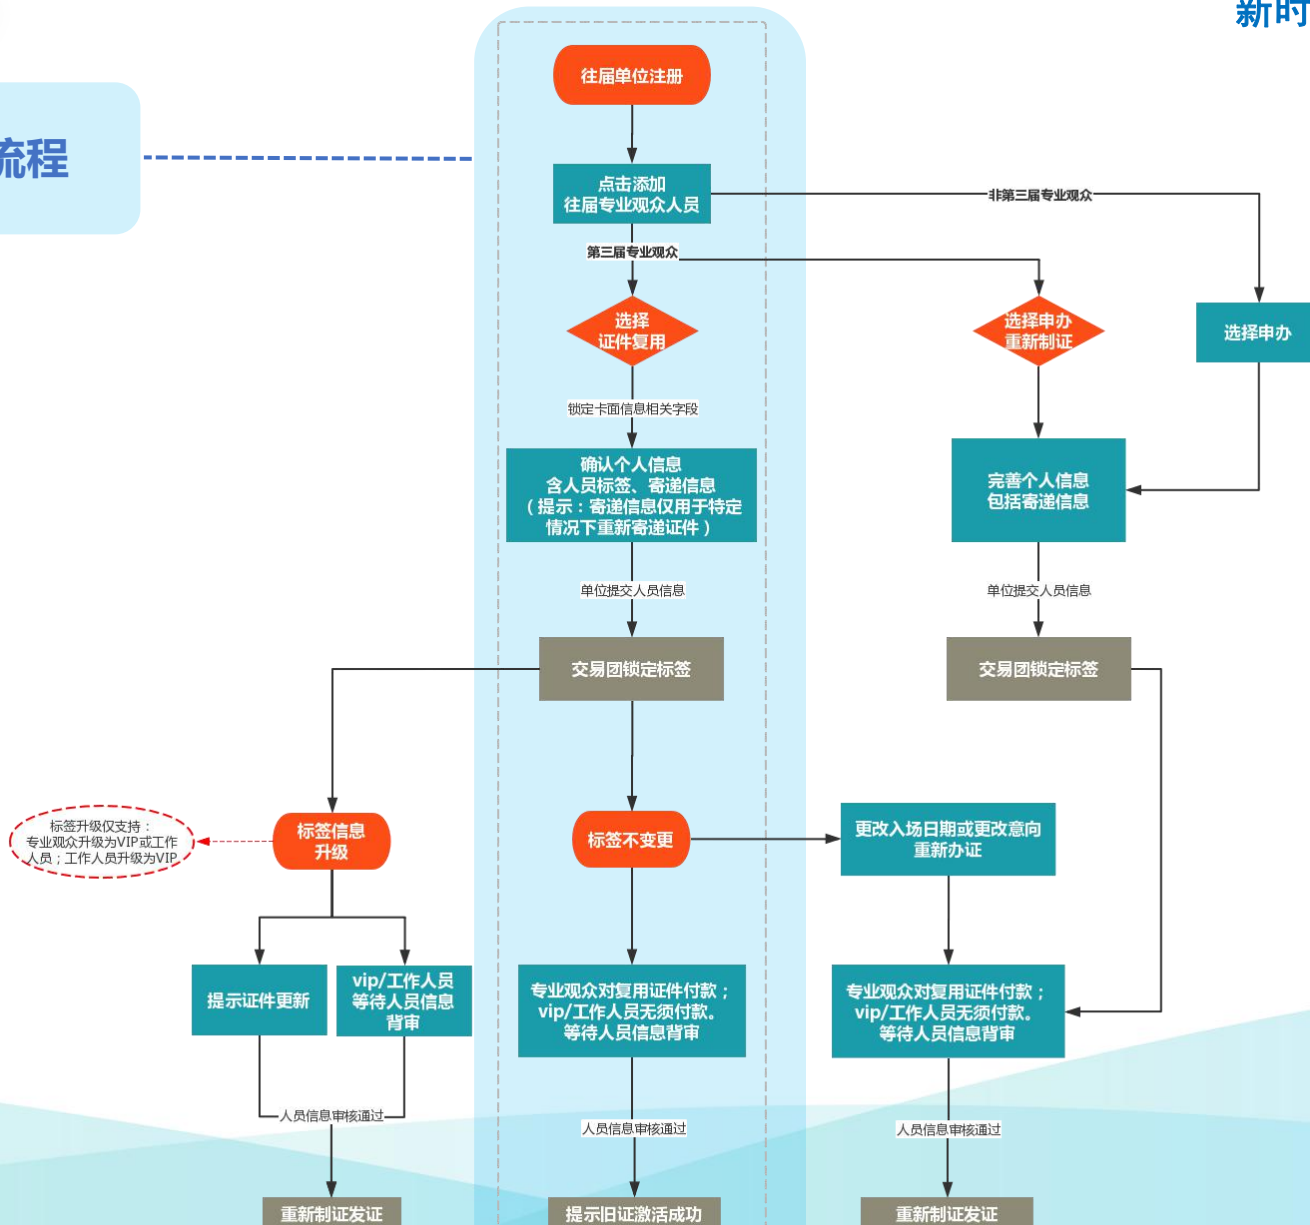 新时
流程
往届单位注册
点击添加
往届专业观众人员
非第三届专业观众
第三届专业观众
选择
证件复用
选择申办
重新制证
选择申办
锁定卡面信息相关字段
确认个人信息
含人员标签、寄递信息
（提示：寄递信息仅用于特定
情况下重新寄递证件）
完善个人信息
包括寄递信息
单位提交人员信息
单位提交人员信息
交易团锁定标签
交易团锁定标签
标签升级仅支持：
专业观众升级为VIP或工作
人员；工作人员升级为VIP
标签信息
升级
标签不变更
更改入场日期或更改意向
重新办证
提示证件更新
vip/工作人员
等待人员信息
背审
专业观众对复用证件付款；
vip/工作人员无须付款。
等待人员信息背审
专业观众对复用证件付款；
vip/工作人员无须付款。
等待人员信息背审
人员信息审核通过
人员信息审核通过
人员信息审核通过
重新制证发证
提示旧证激活成功
重新制证发证